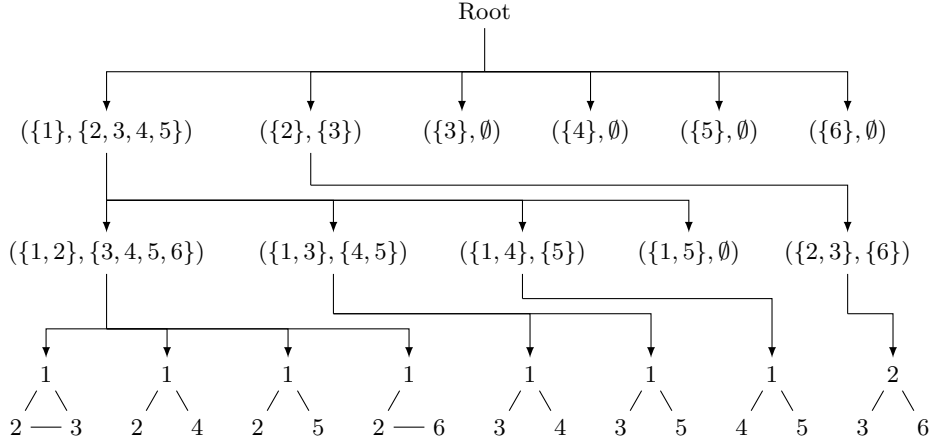 Root
({1}, {2, 3, 4, 5}) ({2}, {3}) ({3}, ∅) ({4}, ∅) ({5}, ∅) ({6}, ∅)
({1, 2}, {3, 4, 5, 6}) ({1, 3}, {4, 5}) ({1, 4}, {5}) ({1, 5}, ∅) ({2, 3}, {6})
1 1 1 1 1 1 1 2
2 3 2 4 2 5 2 6 3 4 3 5 4 5 3 6